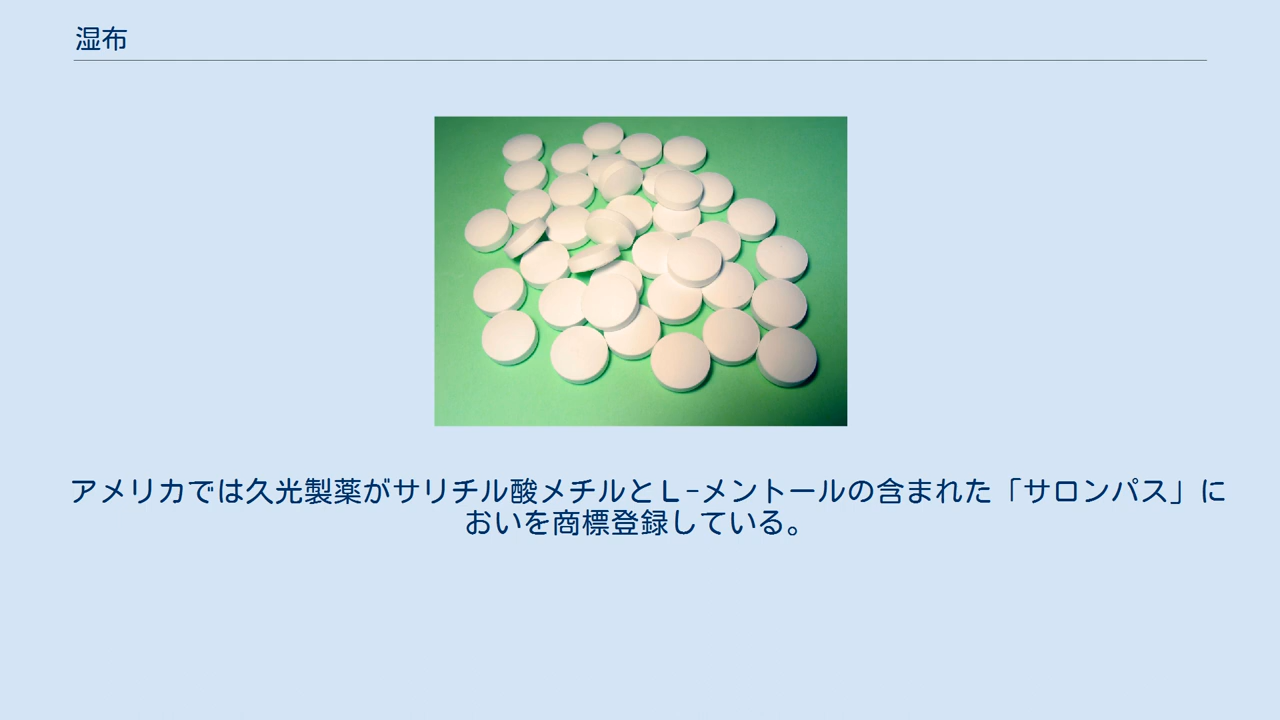 湿布
アメリカでは久光製薬がサリチル酸メチルとＬ−メントールの含まれた「サロンパス」に
おいを商標登録している。